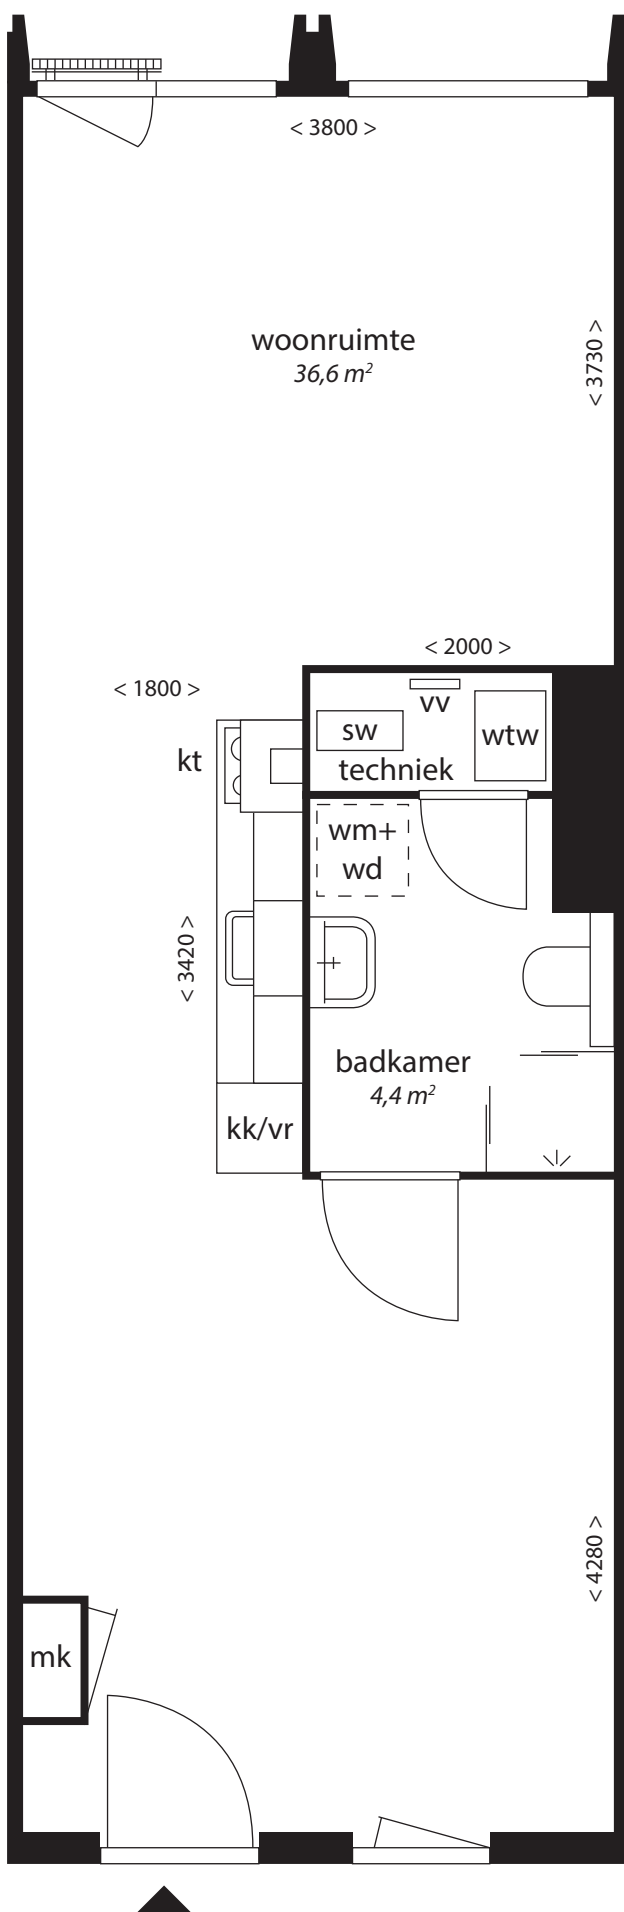 < 3800 >
woonruimte
36,6 m²
< 3730 >
< 2000 >
< 1800 >
vv
sw
wtw
kt
techniek
wm+
wd
< 3420 >
badkamer
4,4 m²
kk/vr
< 4280 >
mk